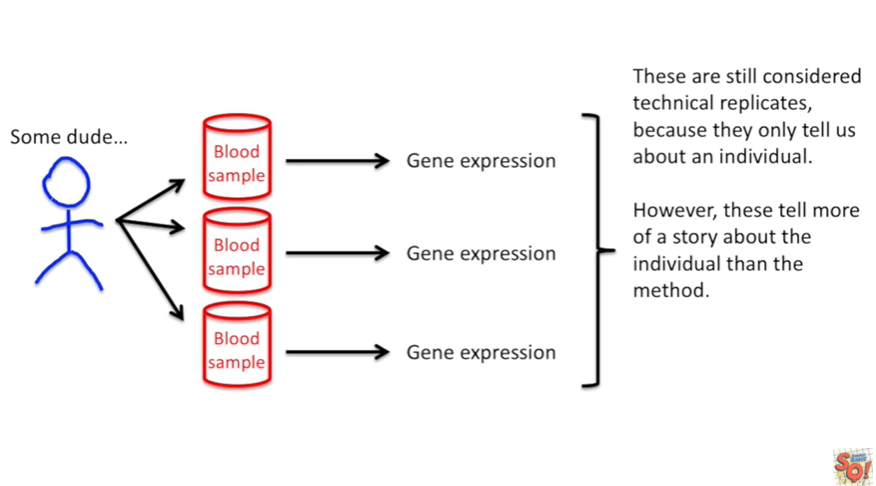 Some dude...
Blood
sample
Gene expression
Blood
sample
Gene expression
Blood
sample
Gene expression
These are still considered
technical replicates,
because they only tell us
about an individual.
However, these tell more
of a story about the
individual than the
method.
SQ!